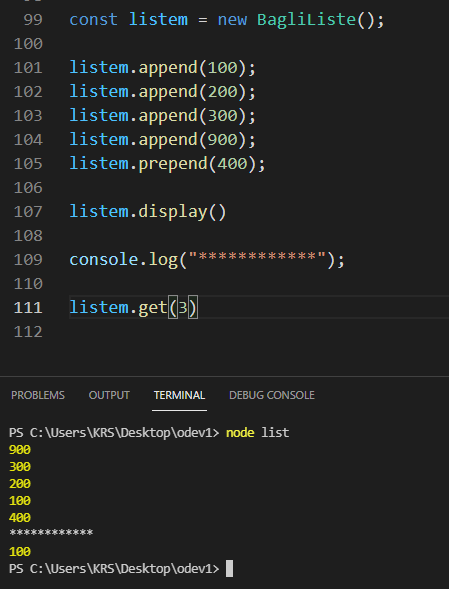 99 const listem = new BagliListe();
100
101 listem.append(100);
102 listem.append(200);
103 listem.append(300);
104 listem.append(900);
105 listem.prepend(400);
106
107 listem.display()
108
109 console.log("************");
110
111 listem.get(3)
112
PROBLEMS OUTPUT TERMINAL DEBUG CONSOLE
PS C:\Users\KRS\Desktop\odev1> node list
900
300
200
100
400
************
100
PS C:\Users\KRS\Desktop\odev1>